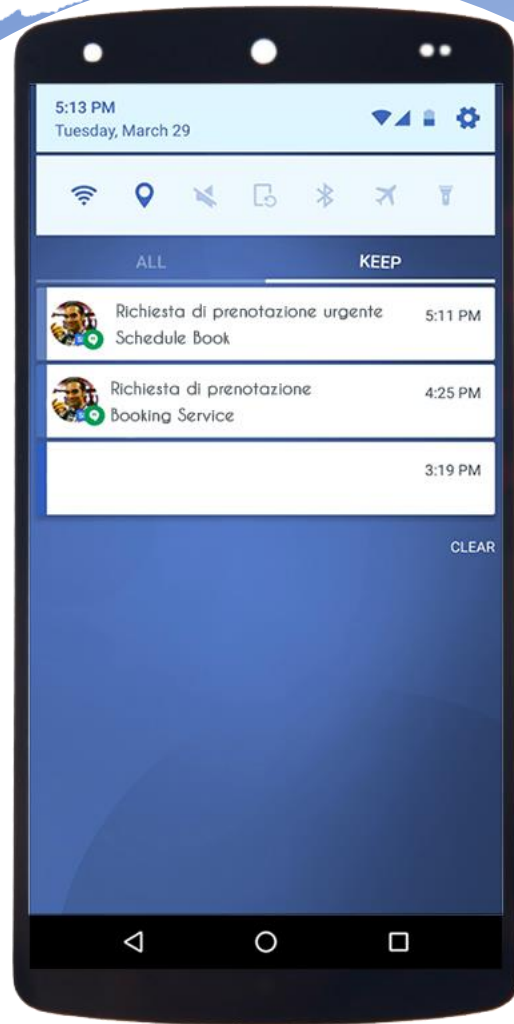 5:13 PM
Tuesday, March 29
ALL KEEP
Richiesta di prenotazione urgente 5:11 PM
Schedule Book
Richiesta di prenotazione 4:25 PM
Booking Service
3:19 PM
CLEAR